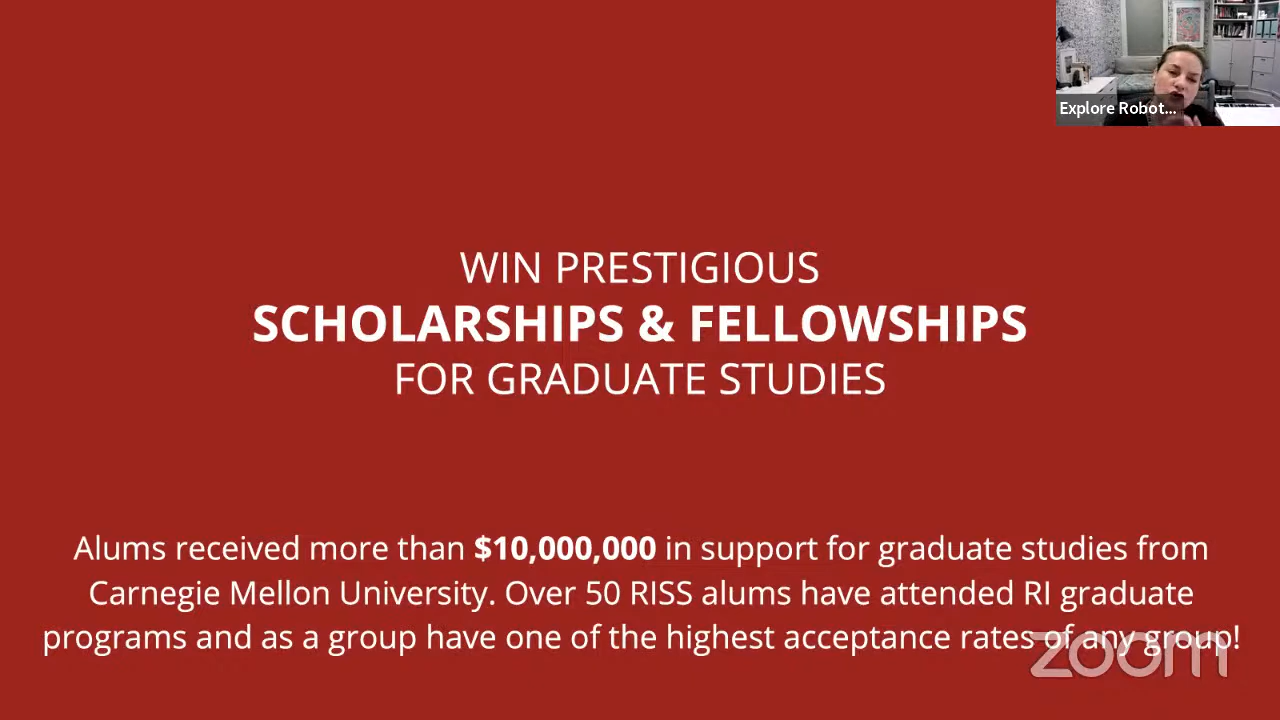 Explore Robot...
WIN PRESTIGIOUS
SCHOLARSHIPS & FELLOWSHIPS
FOR GRADUATE STUDIES
Alums received more than $10,000,000 in support for graduate studies from
Carnegie Mellon University. Over 50 RISS alums have attended RI graduate
programs and as a group have one of the highest acceptance rates of any group!
zoom